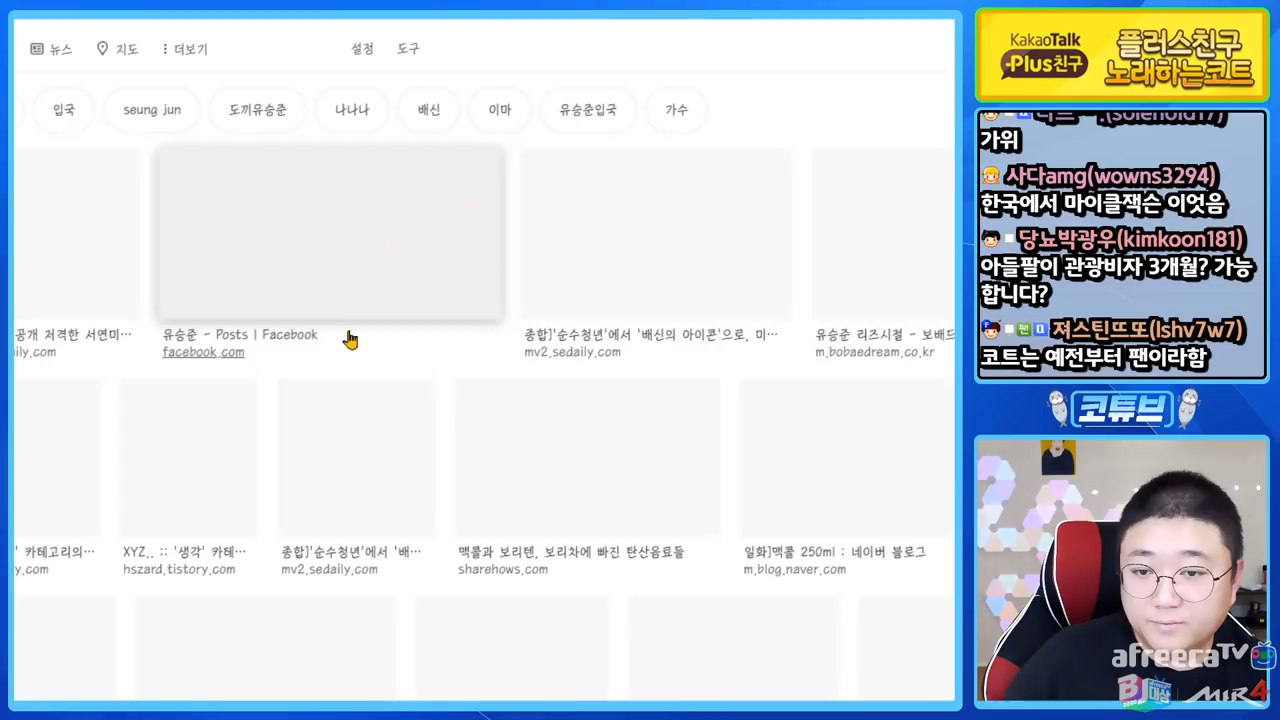 뉴스 지도 더보기 설정 도구
입국 seung jun 도끼유승준 나나나 배신 이마 유승준입국 가수
공개 저격한 서연미…
ily.com
유승준 - Posts | Facebook
facebook.com
종합]'순수청년'에서 '배신의 아이콘'으로, 미…
mv2.sedaily.com
유승준 리즈시절 - 보배드
m.bobaedream.co.kr
' 카테고리의…
y.com
XYZ.. :: '생각' 카테…
hszard.tistory.com
종합]'순수청년'에서 '배…
mv2.sedaily.com
맥콜과 보리텐, 보리차에 빠진 탄산음료들
sharehows.com
일화]맥콜 250ml : 네이버 블로그
m.blog.naver.com
KakaoTalk
Plus친구
플러스친구
노래하는코트
가위
사다amg(wowns3294)
한국에서 마이클잭슨 이엇음
당뇨박광우(kimkoon181)
아들팔이 관광비자 3개월? 가능
합니다?
져스틴뜨또(lshv7w7)
코트는 예전부터 팬이라함
코튜브
afreecaTV
BJ대상 MIR4